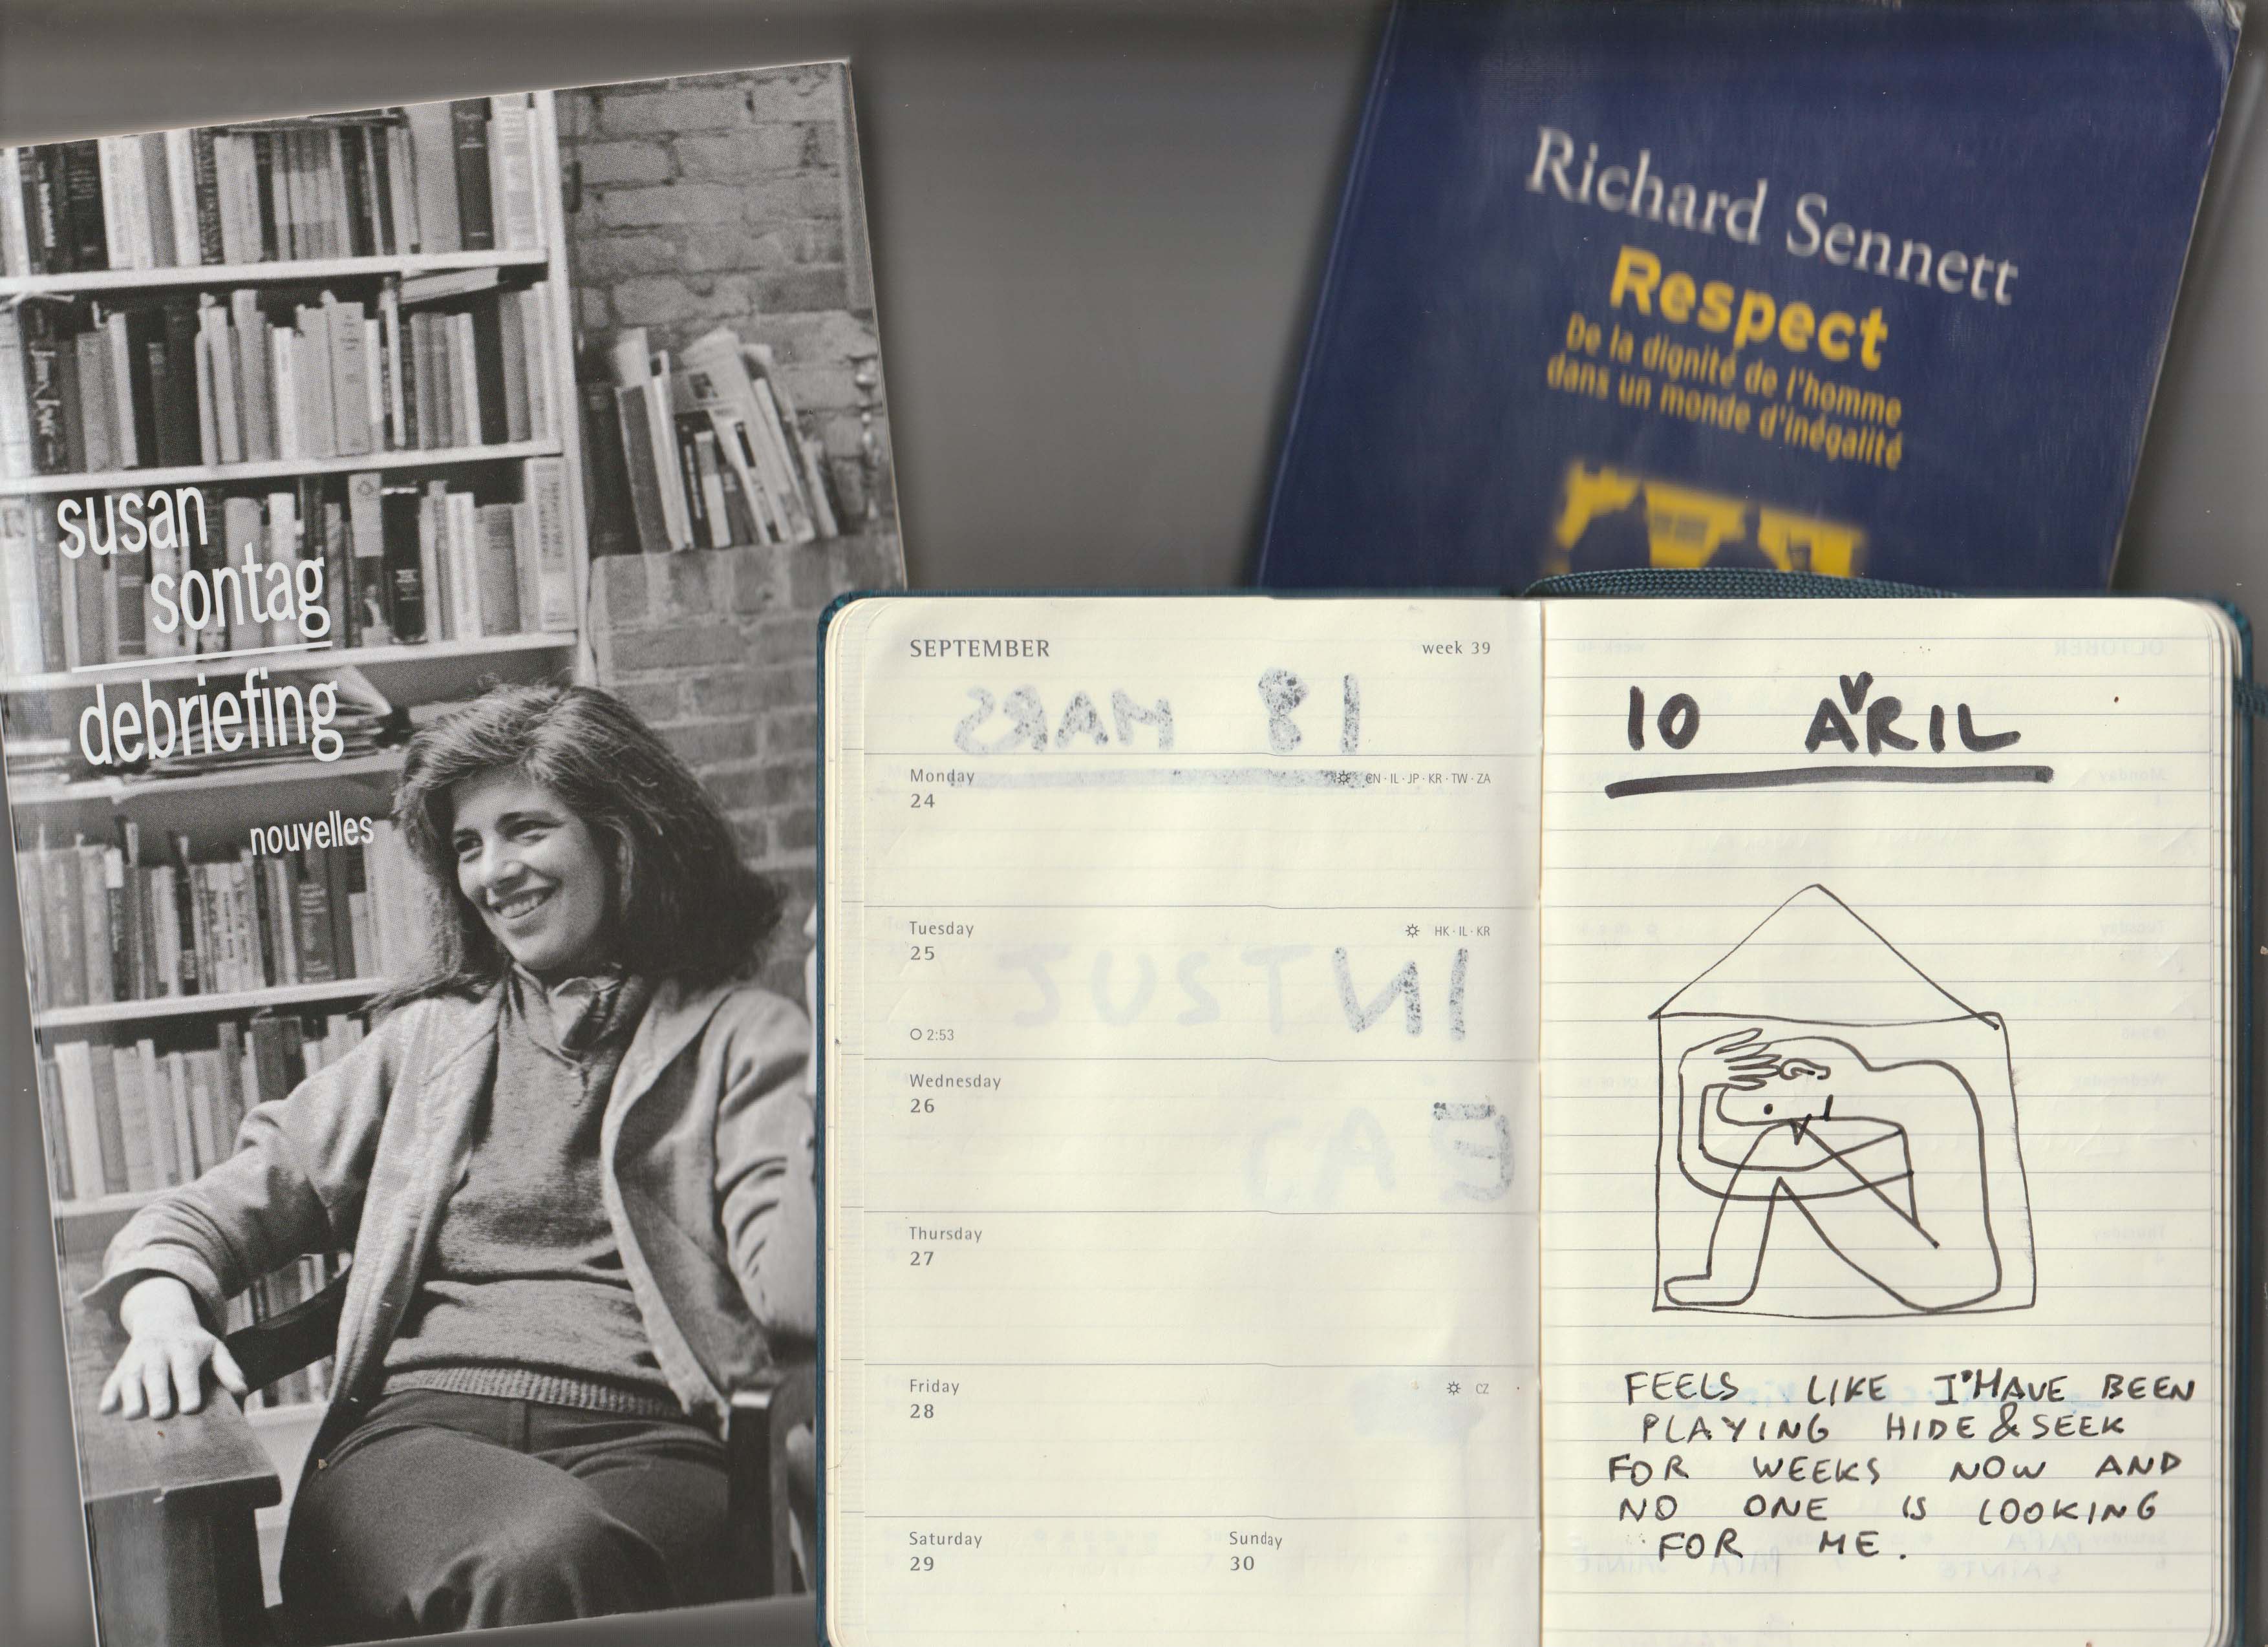 susan
sontag
debriefing
nouvelles
Richard Sennett
Respect
De la dignité de l'homme
dans un monde d'inégalité
SEPTEMBER week 39
18 MARS
Monday CN · IL · JP · KR · TW · ZA
24
Tuesday HK · IL · KR
25
2:53
Wednesday
26
Thursday
27
Friday CZ
28
Saturday Sunday
29 30
10 AVRIL
FEELS LIKE I HAVE BEEN
PLAYING HIDE & SEEK
FOR WEEKS NOW AND
NO ONE IS LOOKING
FOR ME.